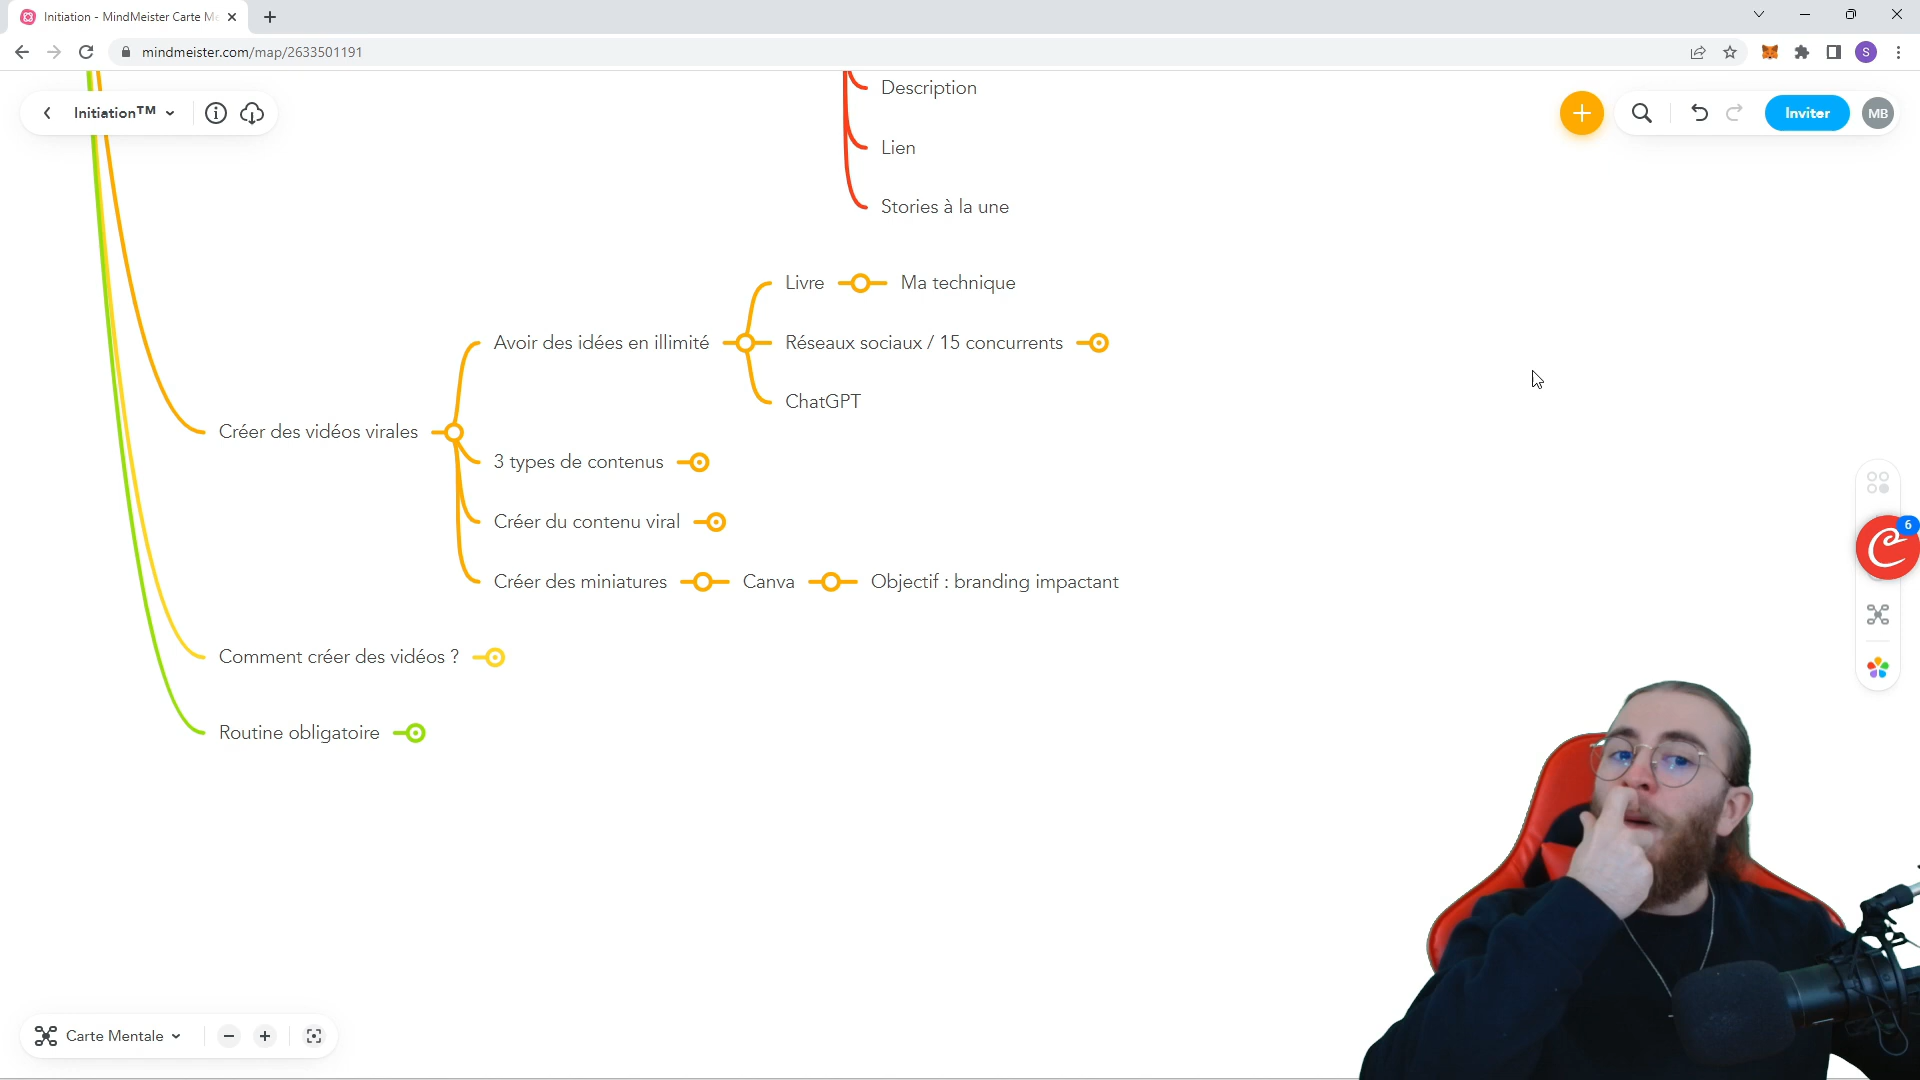 Initiation - MindMeister Carte Me
mindmeister.com/map/2633501191
S
Initiation™
Inviter
MB
Description
Lien
Stories à la une
Livre
Ma technique
Avoir des idées en illimité
Réseaux sociaux / 15 concurrents
ChatGPT
Créer des vidéos virales
3 types de contenus
Créer du contenu viral
6
Créer des miniatures
Canva
Objectif : branding impactant
Comment créer des vidéos ?
Routine obligatoire
Carte Mentale